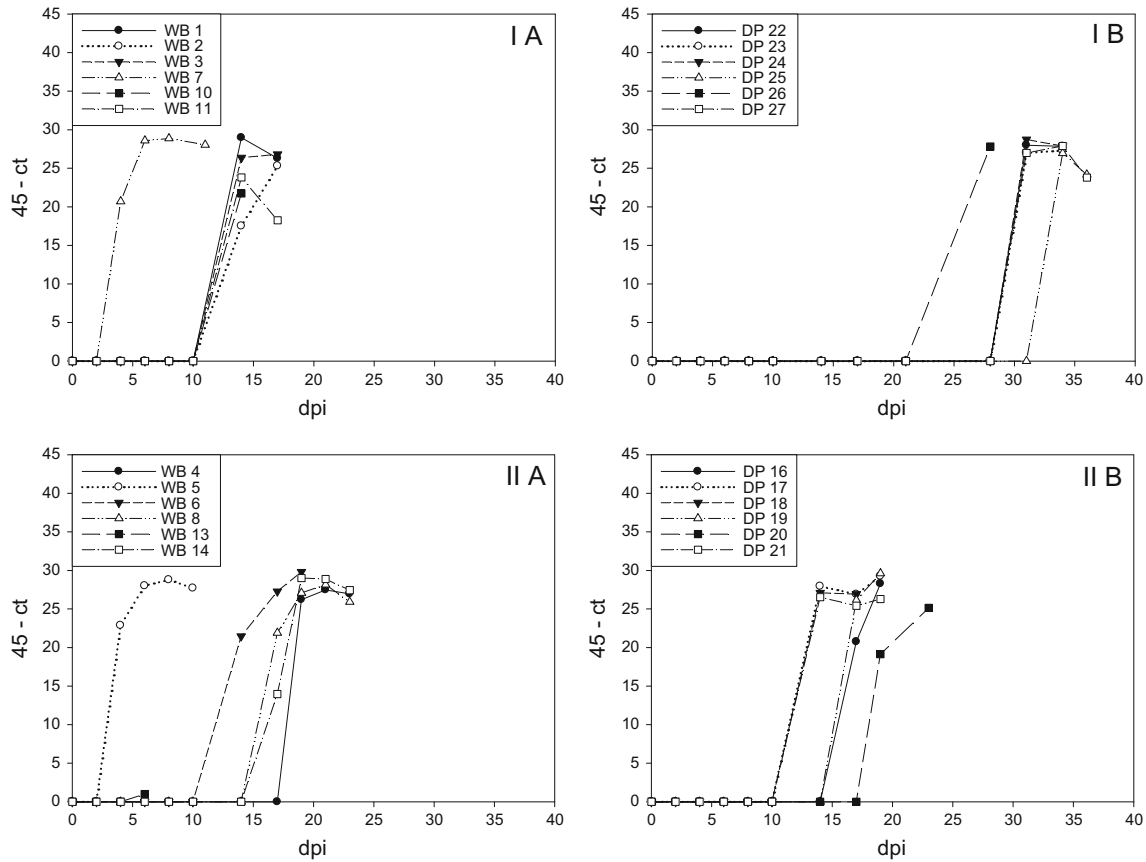 I A
WB 1
WB 2
WB 3
WB 7
WB 10
WB 11
45 - ct
45
40
35
30
25
20
15
10
5
0
0 5 10 15 20 25 30 35 40
dpi
I B
DP 22
DP 23
DP 24
DP 25
DP 26
DP 27
45 - ct
45
40
35
30
25
20
15
10
5
0
0 5 10 15 20 25 30 35 40
dpi
II A
WB 4
WB 5
WB 6
WB 8
WB 13
WB 14
45 - ct
45
40
35
30
25
20
15
10
5
0
0 5 10 15 20 25 30 35 40
dpi
II B
DP 16
DP 17
DP 18
DP 19
DP 20
DP 21
45 - ct
45
40
35
30
25
20
15
10
5
0
0 5 10 15 20 25 30 35 40
dpi